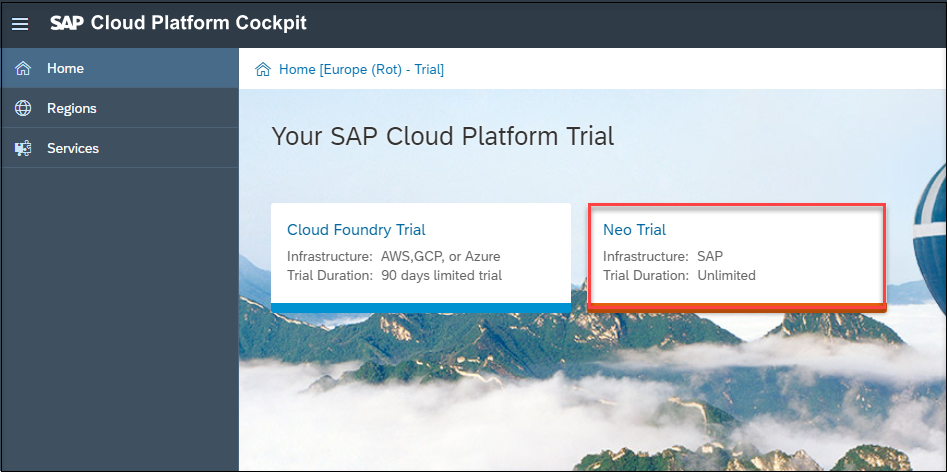 SAP Cloud Platform Cockpit
Home
Home [Europe (Rot) - Trial]
Regions
Services
Your SAP Cloud Platform Trial
Cloud Foundry Trial
Infrastructure: AWS,GCP, or Azure
Trial Duration: 90 days limited trial
Neo Trial
Infrastructure: SAP
Trial Duration: Unlimited